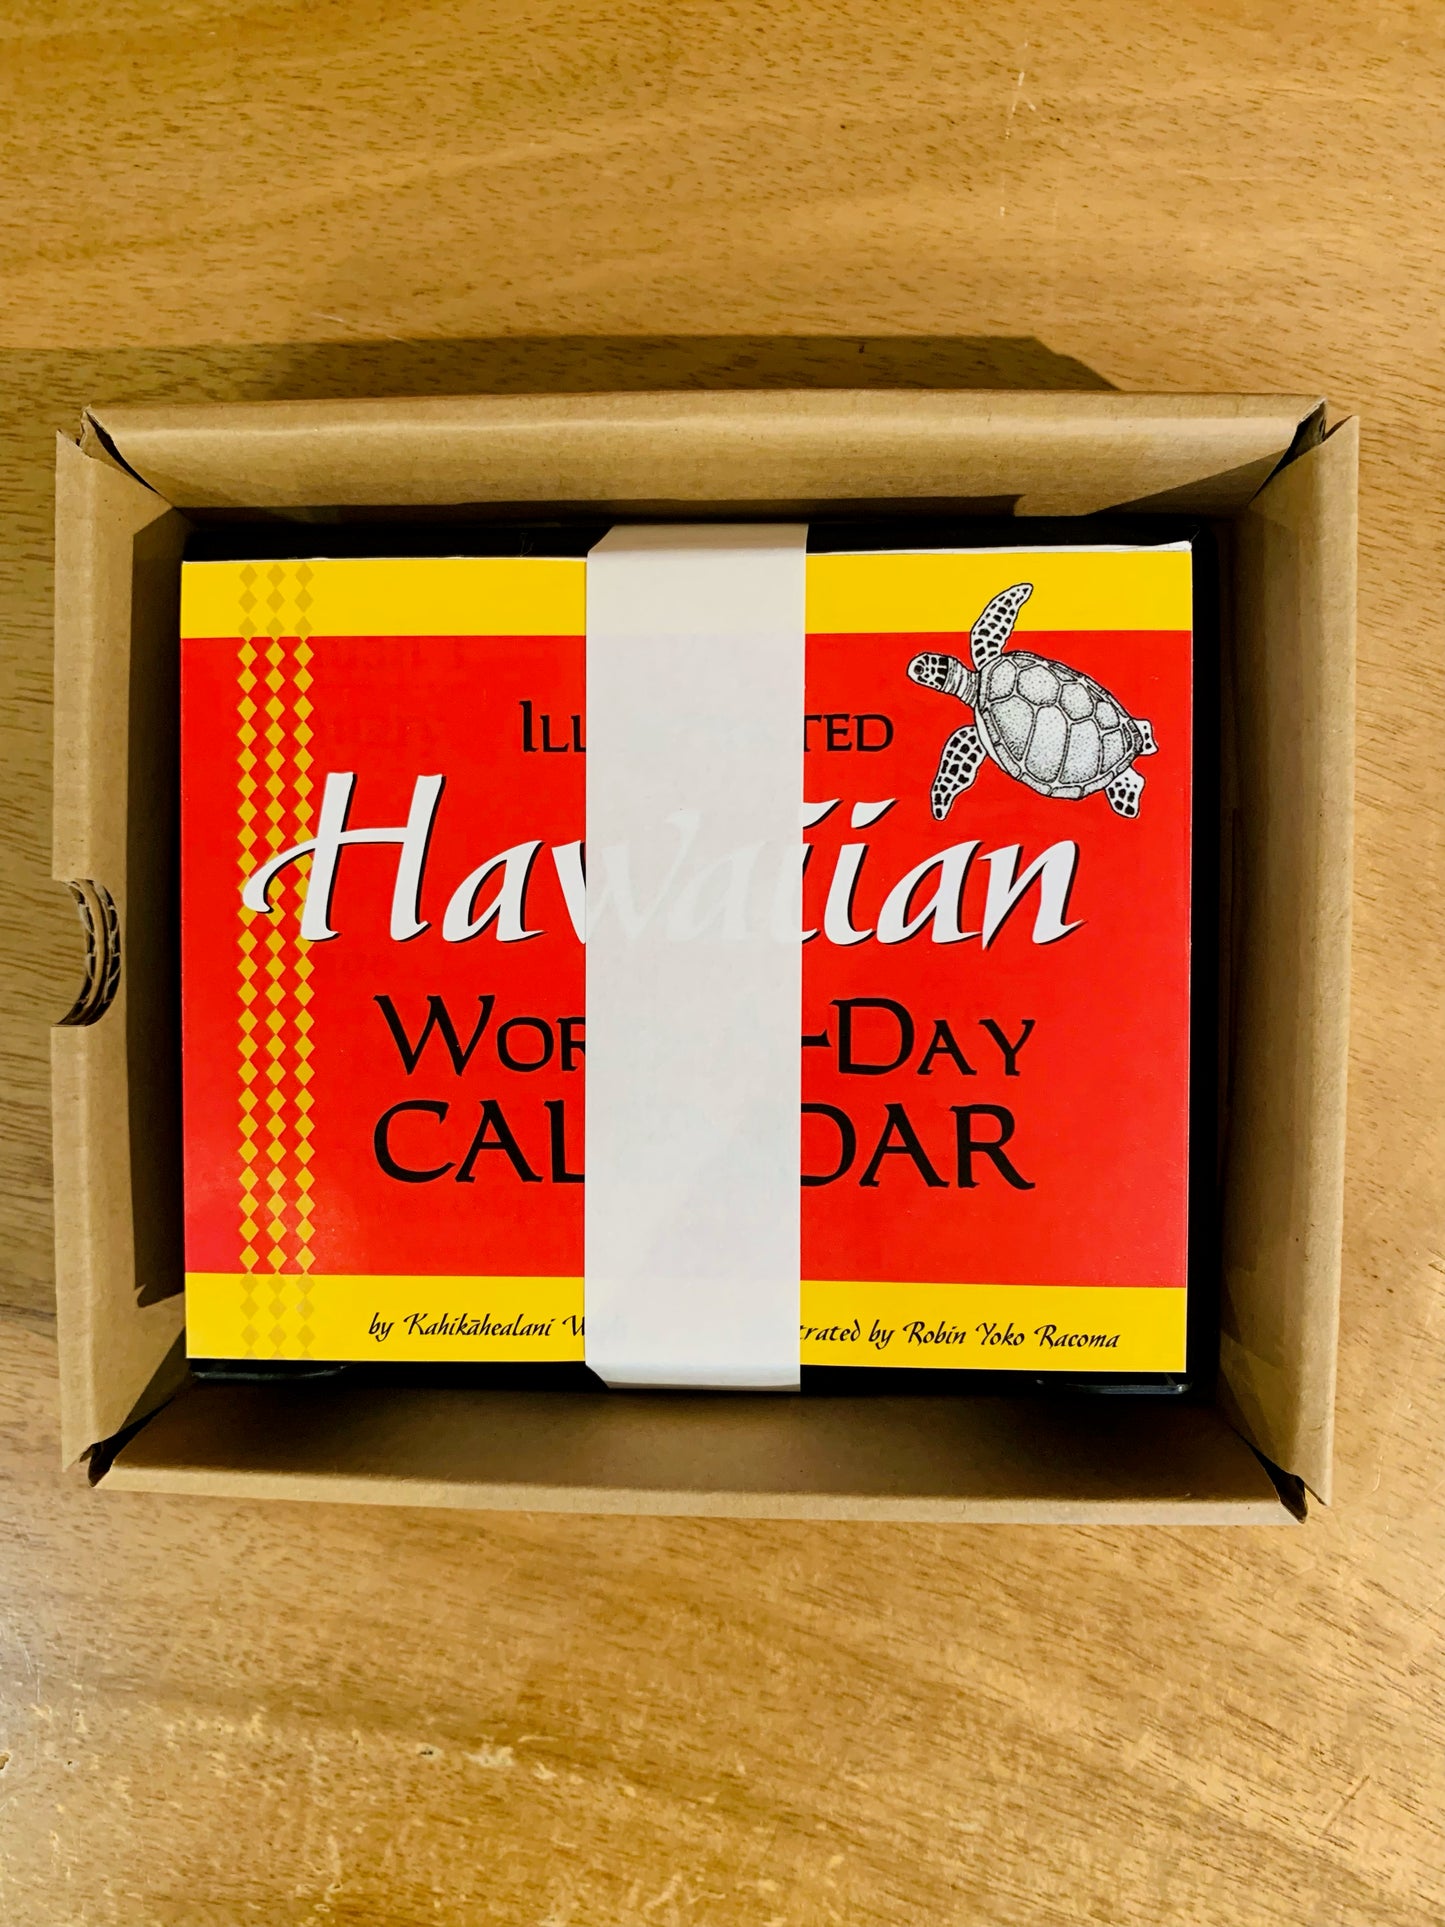 ILL TED
Hawaiian
WOR -DAY
CAL DAR
by Kahikāhealani W
trated by Robin Yoko Racoma